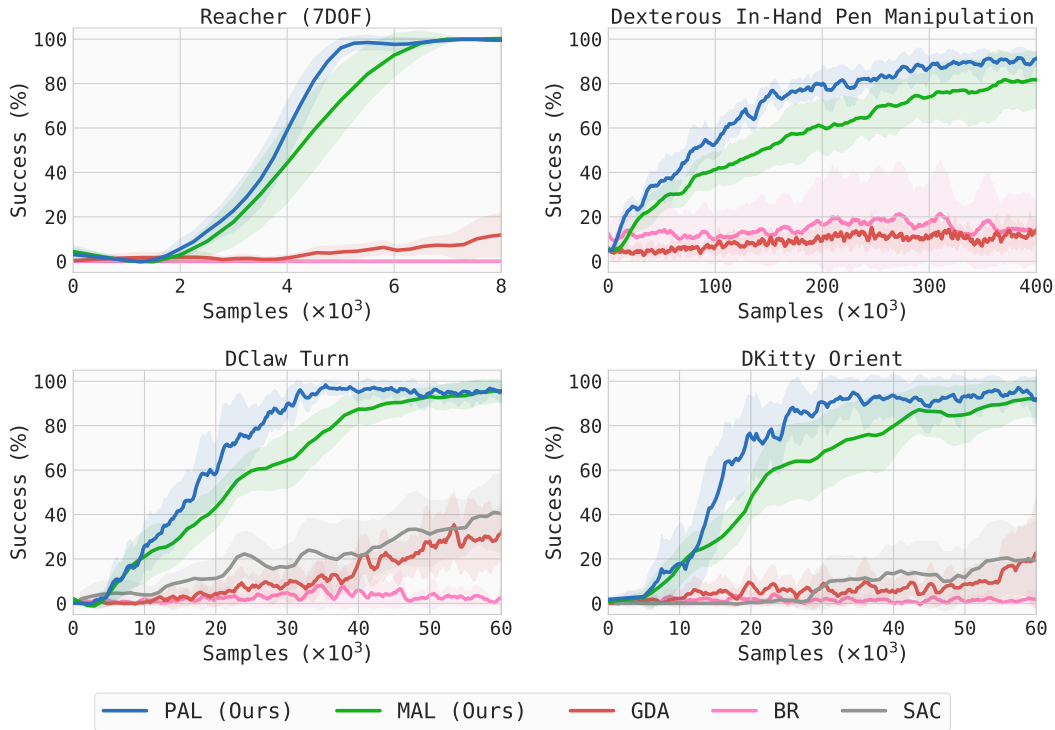 Reacher (7DOF)
Success (%)
100
80
60
40
20
0
0 2 4 6 8
Samples (×10³)
Dexterous In-Hand Pen Manipulation
Success (%)
100
80
60
40
20
0
0 100 200 300 400
Samples (×10³)
DClaw Turn
Success (%)
100
80
60
40
20
0
0 10 20 30 40 50 60
Samples (×10³)
DKitty Orient
Success (%)
100
80
60
40
20
0
0 10 20 30 40 50 60
Samples (×10³)
PAL (Ours) MAL (Ours) GDA BR SAC